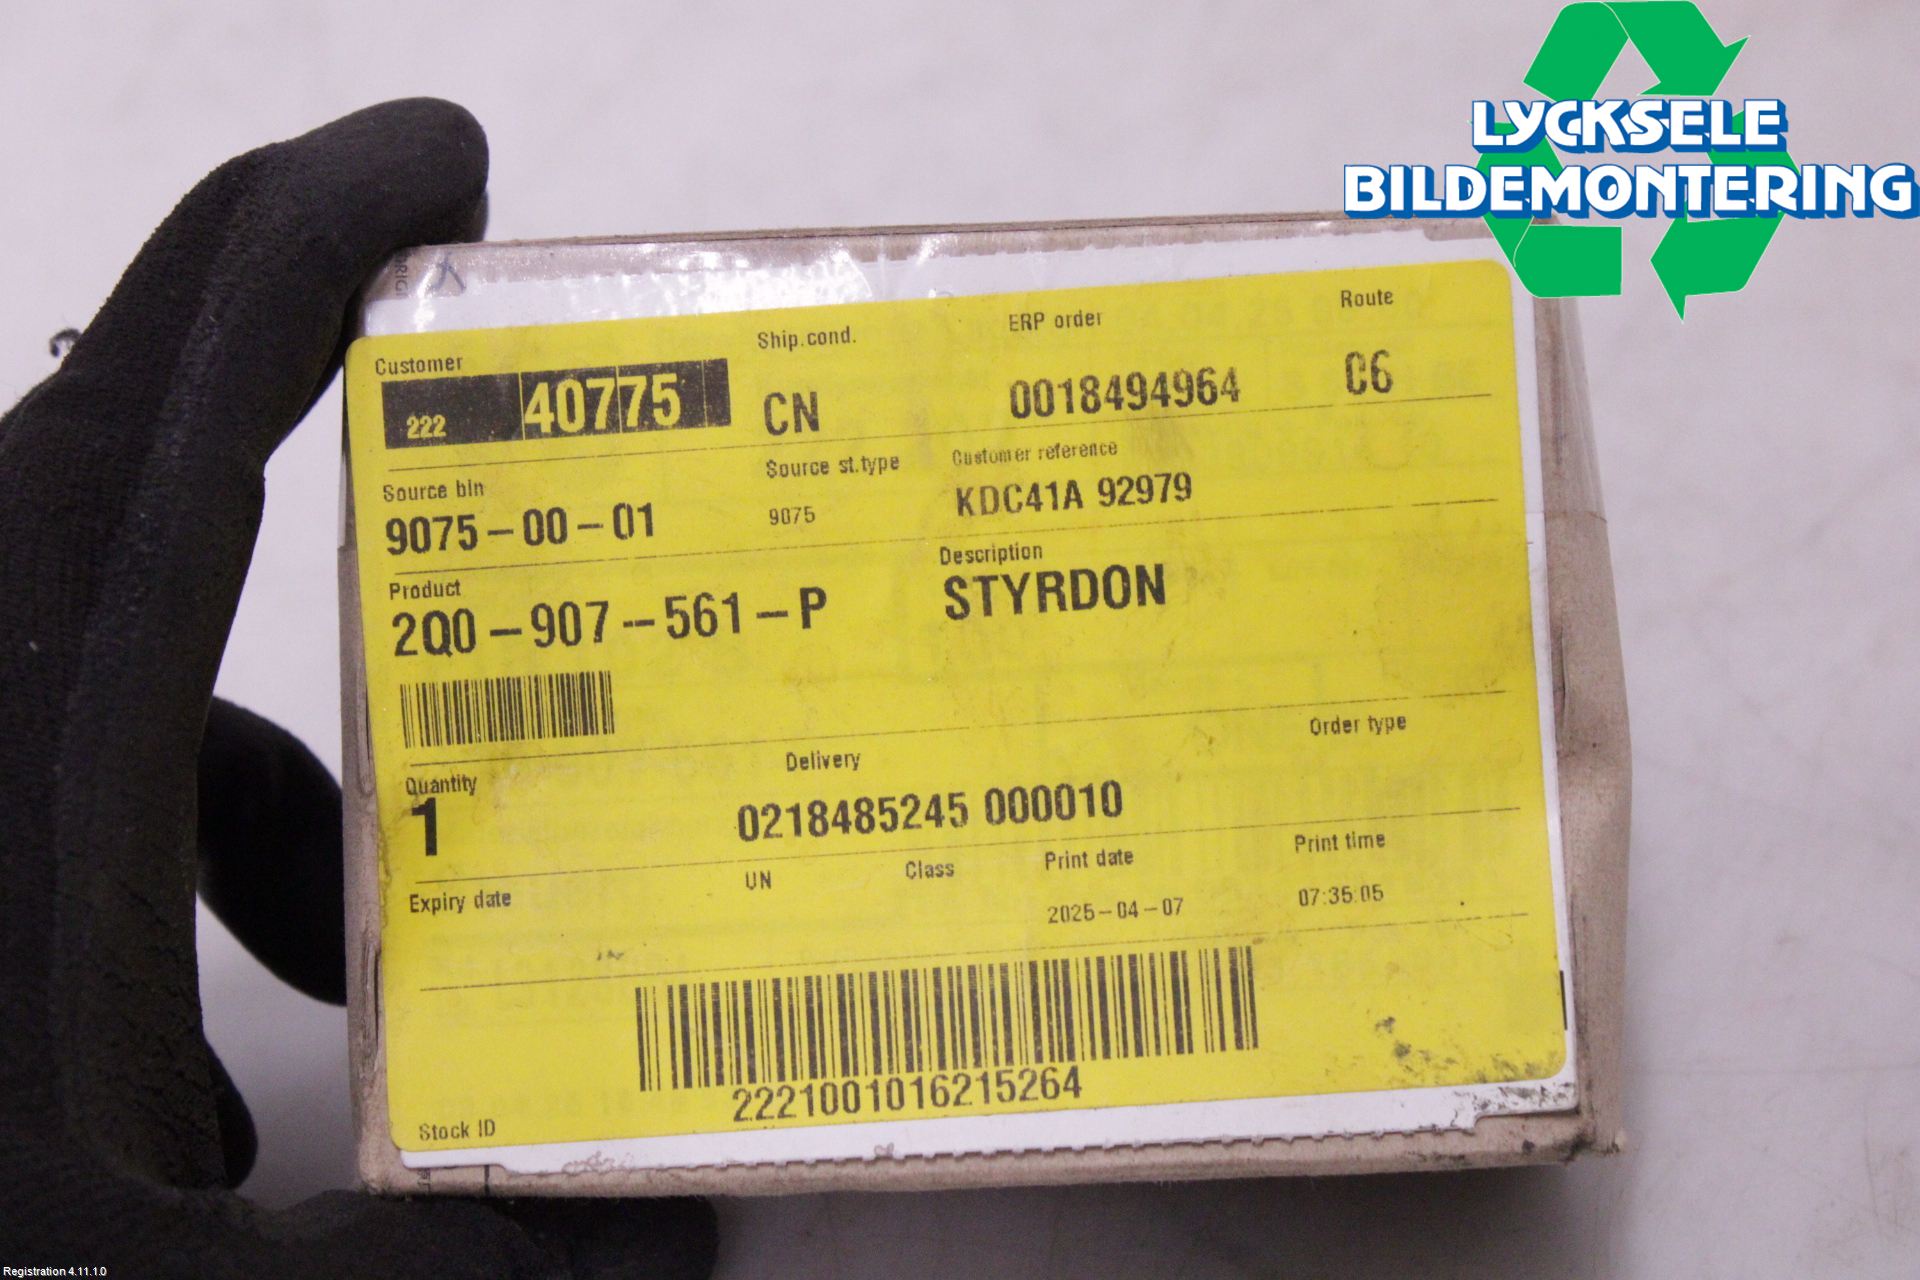 LYCKSELE
BILDEMONTERING
Customer
222 40775
Ship.cond.
CN
ERP order
0018494964
Route
C6
Source bin
9075-00-01
Source st.type
9075
Customer reference
KDC41A 92979
Product
2Q0-907-561-P
Description
STYRDON
Quantity
1
Delivery
0218485245 000010
Order type
Expiry date
UN
Class
Print date
2025-04-07
Print time
07:35:05
2221001016215264
Stock ID
Registration 4.11.1.0